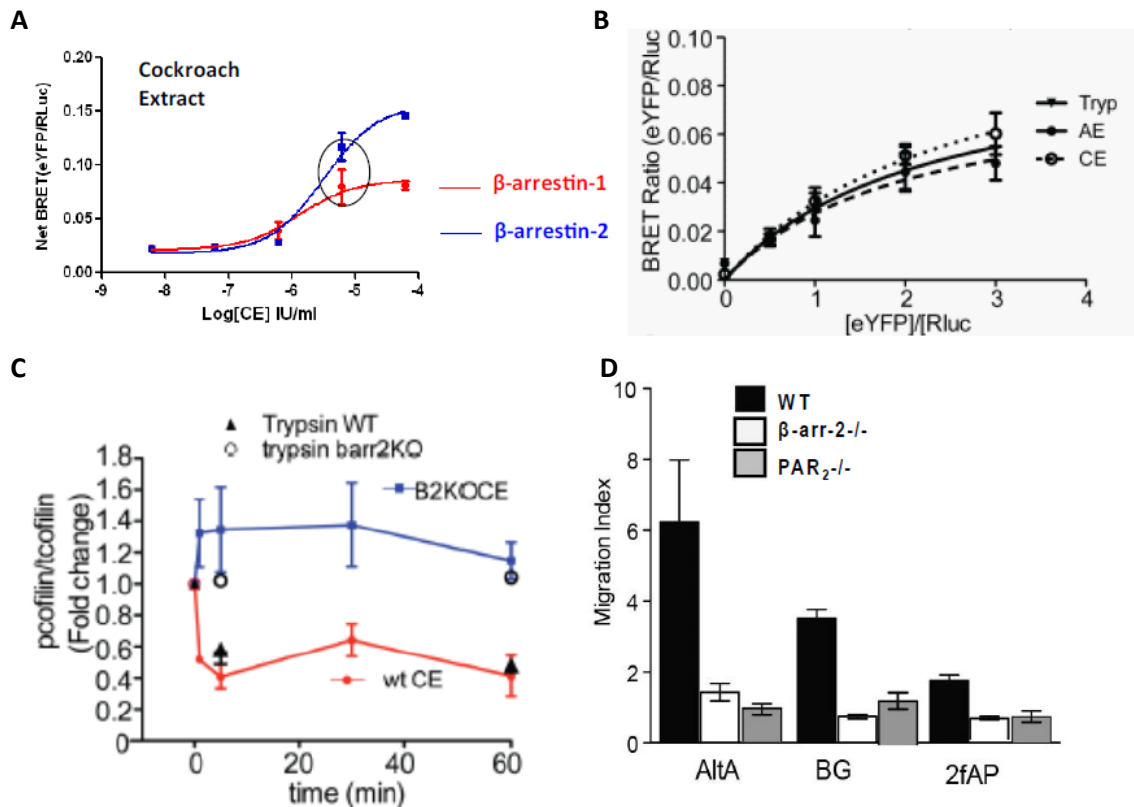 A
Cockroach
Extract
Net BRET(eYFP/RLuc)
0.15
0.10
0.05
0.00
-9
-8
-7
-6
-5
-4
Log[CE] IU/ml
β-arrestin-1
β-arrestin-2
B
BRET Ratio (eYFP/Rluc
0.10
0.08
0.06
0.04
0.02
0.00
0
1
2
3
4
[eYFP]/[Rluc
Tryp
AE
CE
C
Trypsin WT
trypsin barr2KO
pcofilin/tcofilin
(Fold change)
1.8
1.6
1.4
1.2
1.0
0.8
0.6
0.4
0.2
0
B2KOCE
wt CE
0
20
40
60
time (min)
D
Migration Index
10
8
6
4
2
0
WT
β-arr-2-/-
PAR2-/-
AltA
BG
2fAP